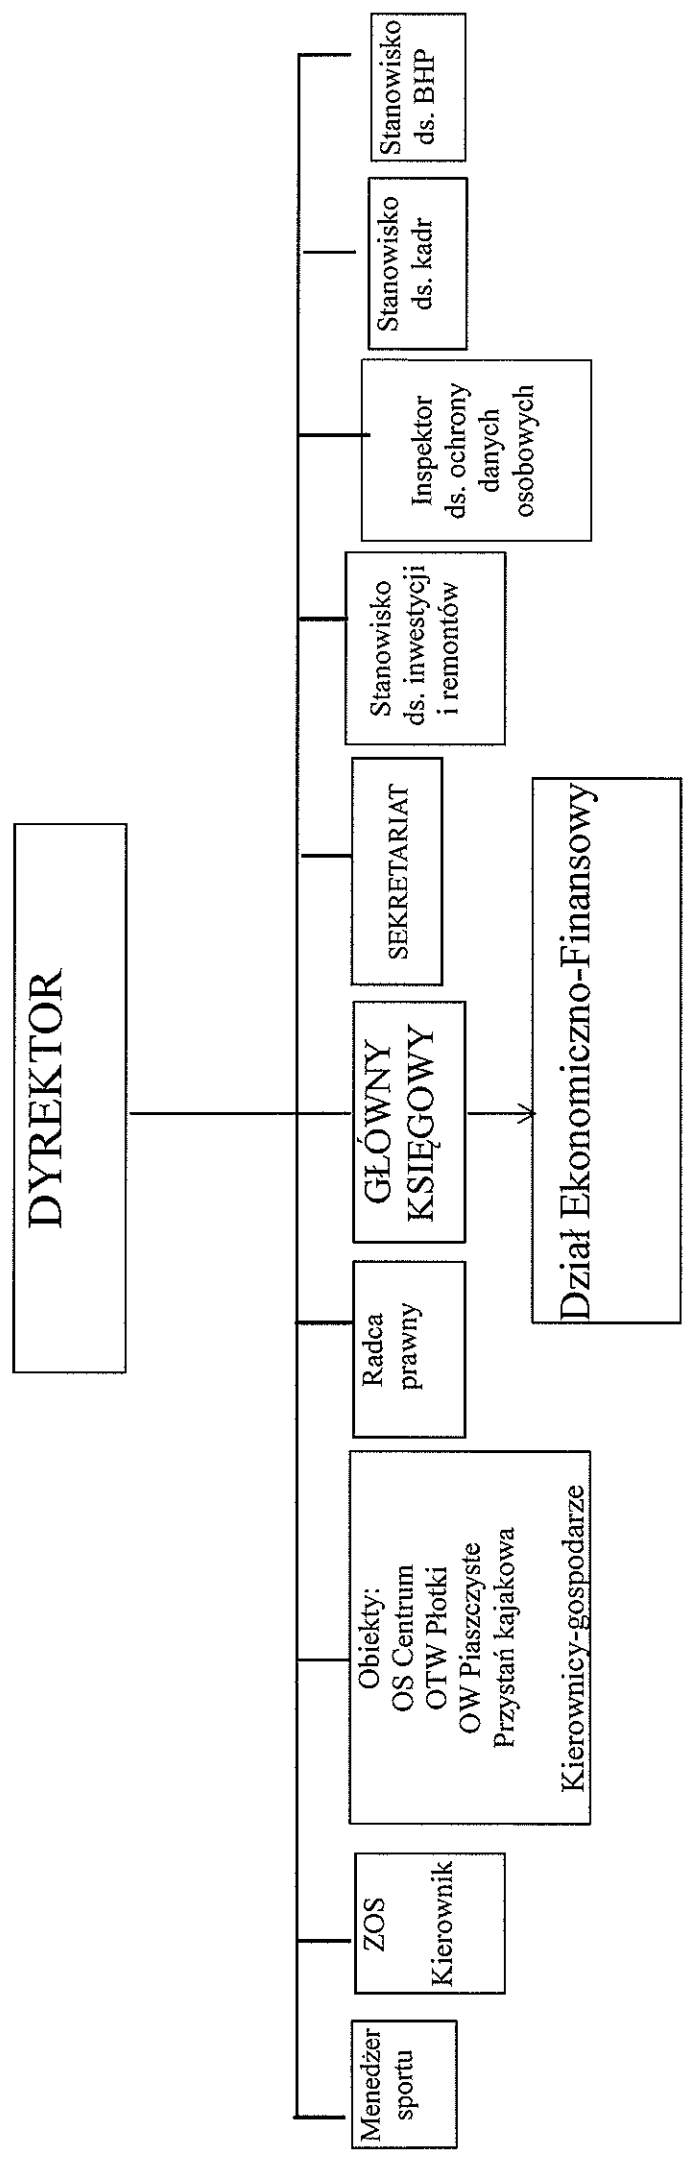 DYREKTOR
Menedżer
sportu
ZOS
Kierownik
Obiekty:
OS Centrum
OTW Płotki
OW Piaszczyste
Przystań kajakowa
Kierownicy-gospodarze
Radca
prawny
GŁÓWNY
KSIĘGOWY
SEKRETARIAT
Stanowisko
ds. inwestycji
i remontów
Inspektor
ds. ochrony
danych
osobowych
Stanowisko
ds. kadr
Stanowisko
ds. BHP
Dział Ekonomiczno-Finansowy